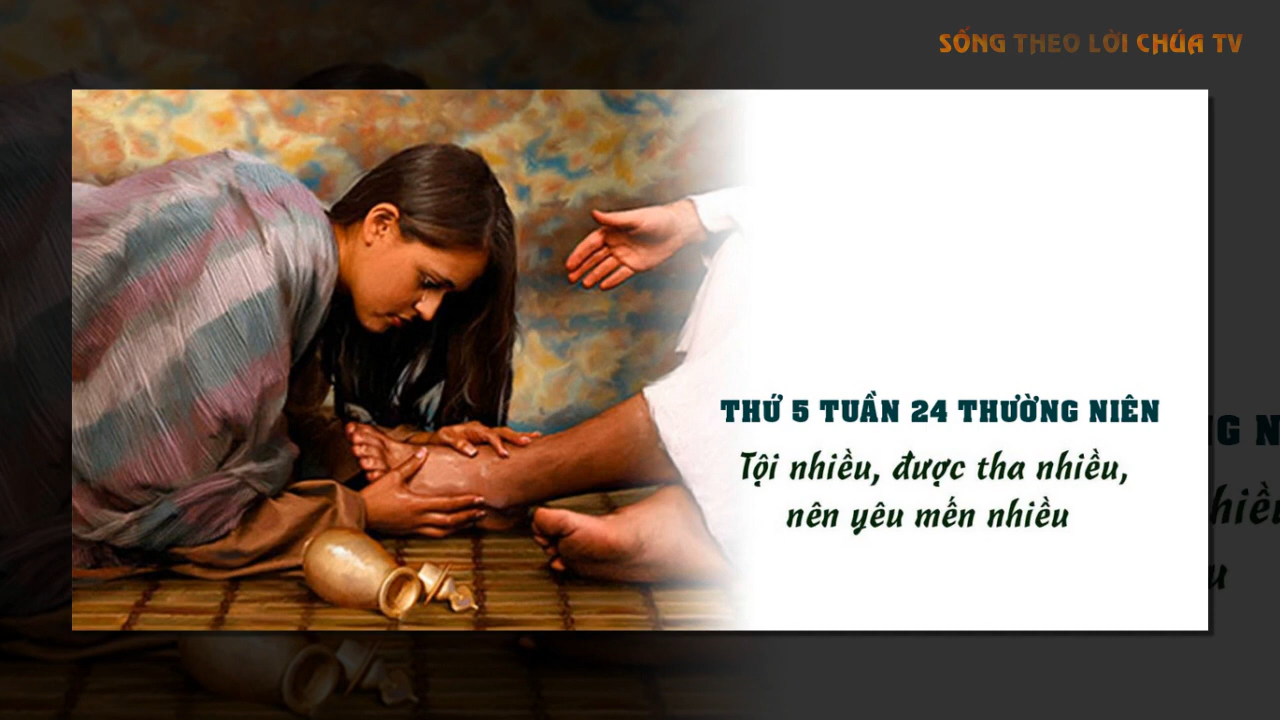 SỐNG THEO LỜI CHÚA TV
THỨ 5 TUẦN 24 THƯỜNG NIÊN
Tội nhiều, được tha nhiều,
nên yêu mến nhiều